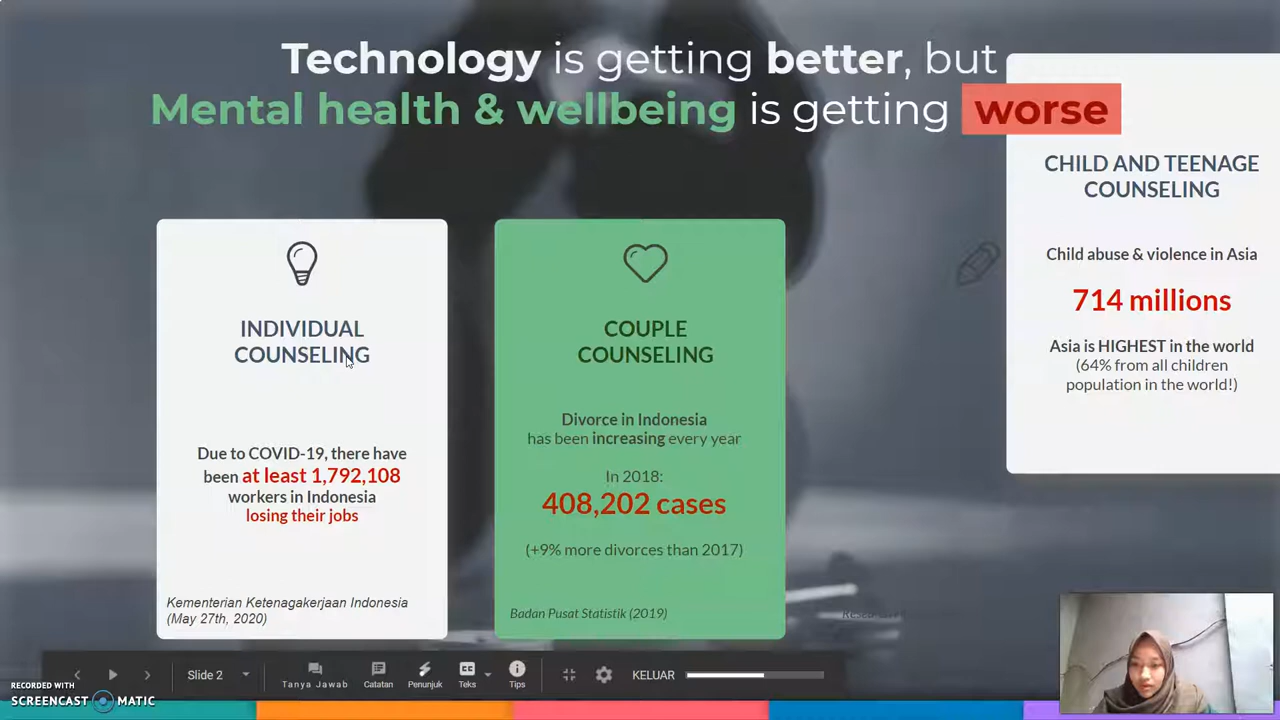 Technology is getting better, but
Mental health & wellbeing is getting worse
INDIVIDUAL
COUNSELING
Due to COVID-19, there have
been at least 1,792,108
workers in Indonesia
losing their jobs
Kementerian Ketenagakerjaan Indonesia
(May 27th, 2020)
COUPLE
COUNSELING
Divorce in Indonesia
has been increasing every year
In 2018:
408,202 cases
(+9% more divorces than 2017)
Badan Pusat Statistik (2019)
CHILD AND TEENAGE
COUNSELING
Child abuse & violence in Asia
714 millions
Asia is HIGHEST in the world
(64% from all children
population in the world!)
Slide 2
Tanya Jawab
Catatan
Penunjuk
Teks
Tips
KELUAR
RECORDED WITH
SCREENCAST MATIC